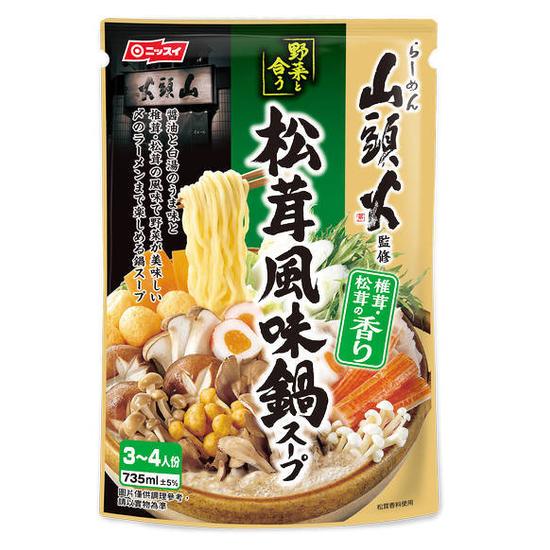 ニッスイ
火頭山
野菜と
合う
らーめん
山頭火
監修
醤油と白湯のうま味と
椎茸・松茸の風味で野菜が美味しい
〆のラーメンまで楽しめる鍋スープ
松茸風味鍋スープ
椎茸・
松茸の
香り
3～4人份
735ml±5%
圖片僅供調理參考,
請以實物為準
松茸香料使用